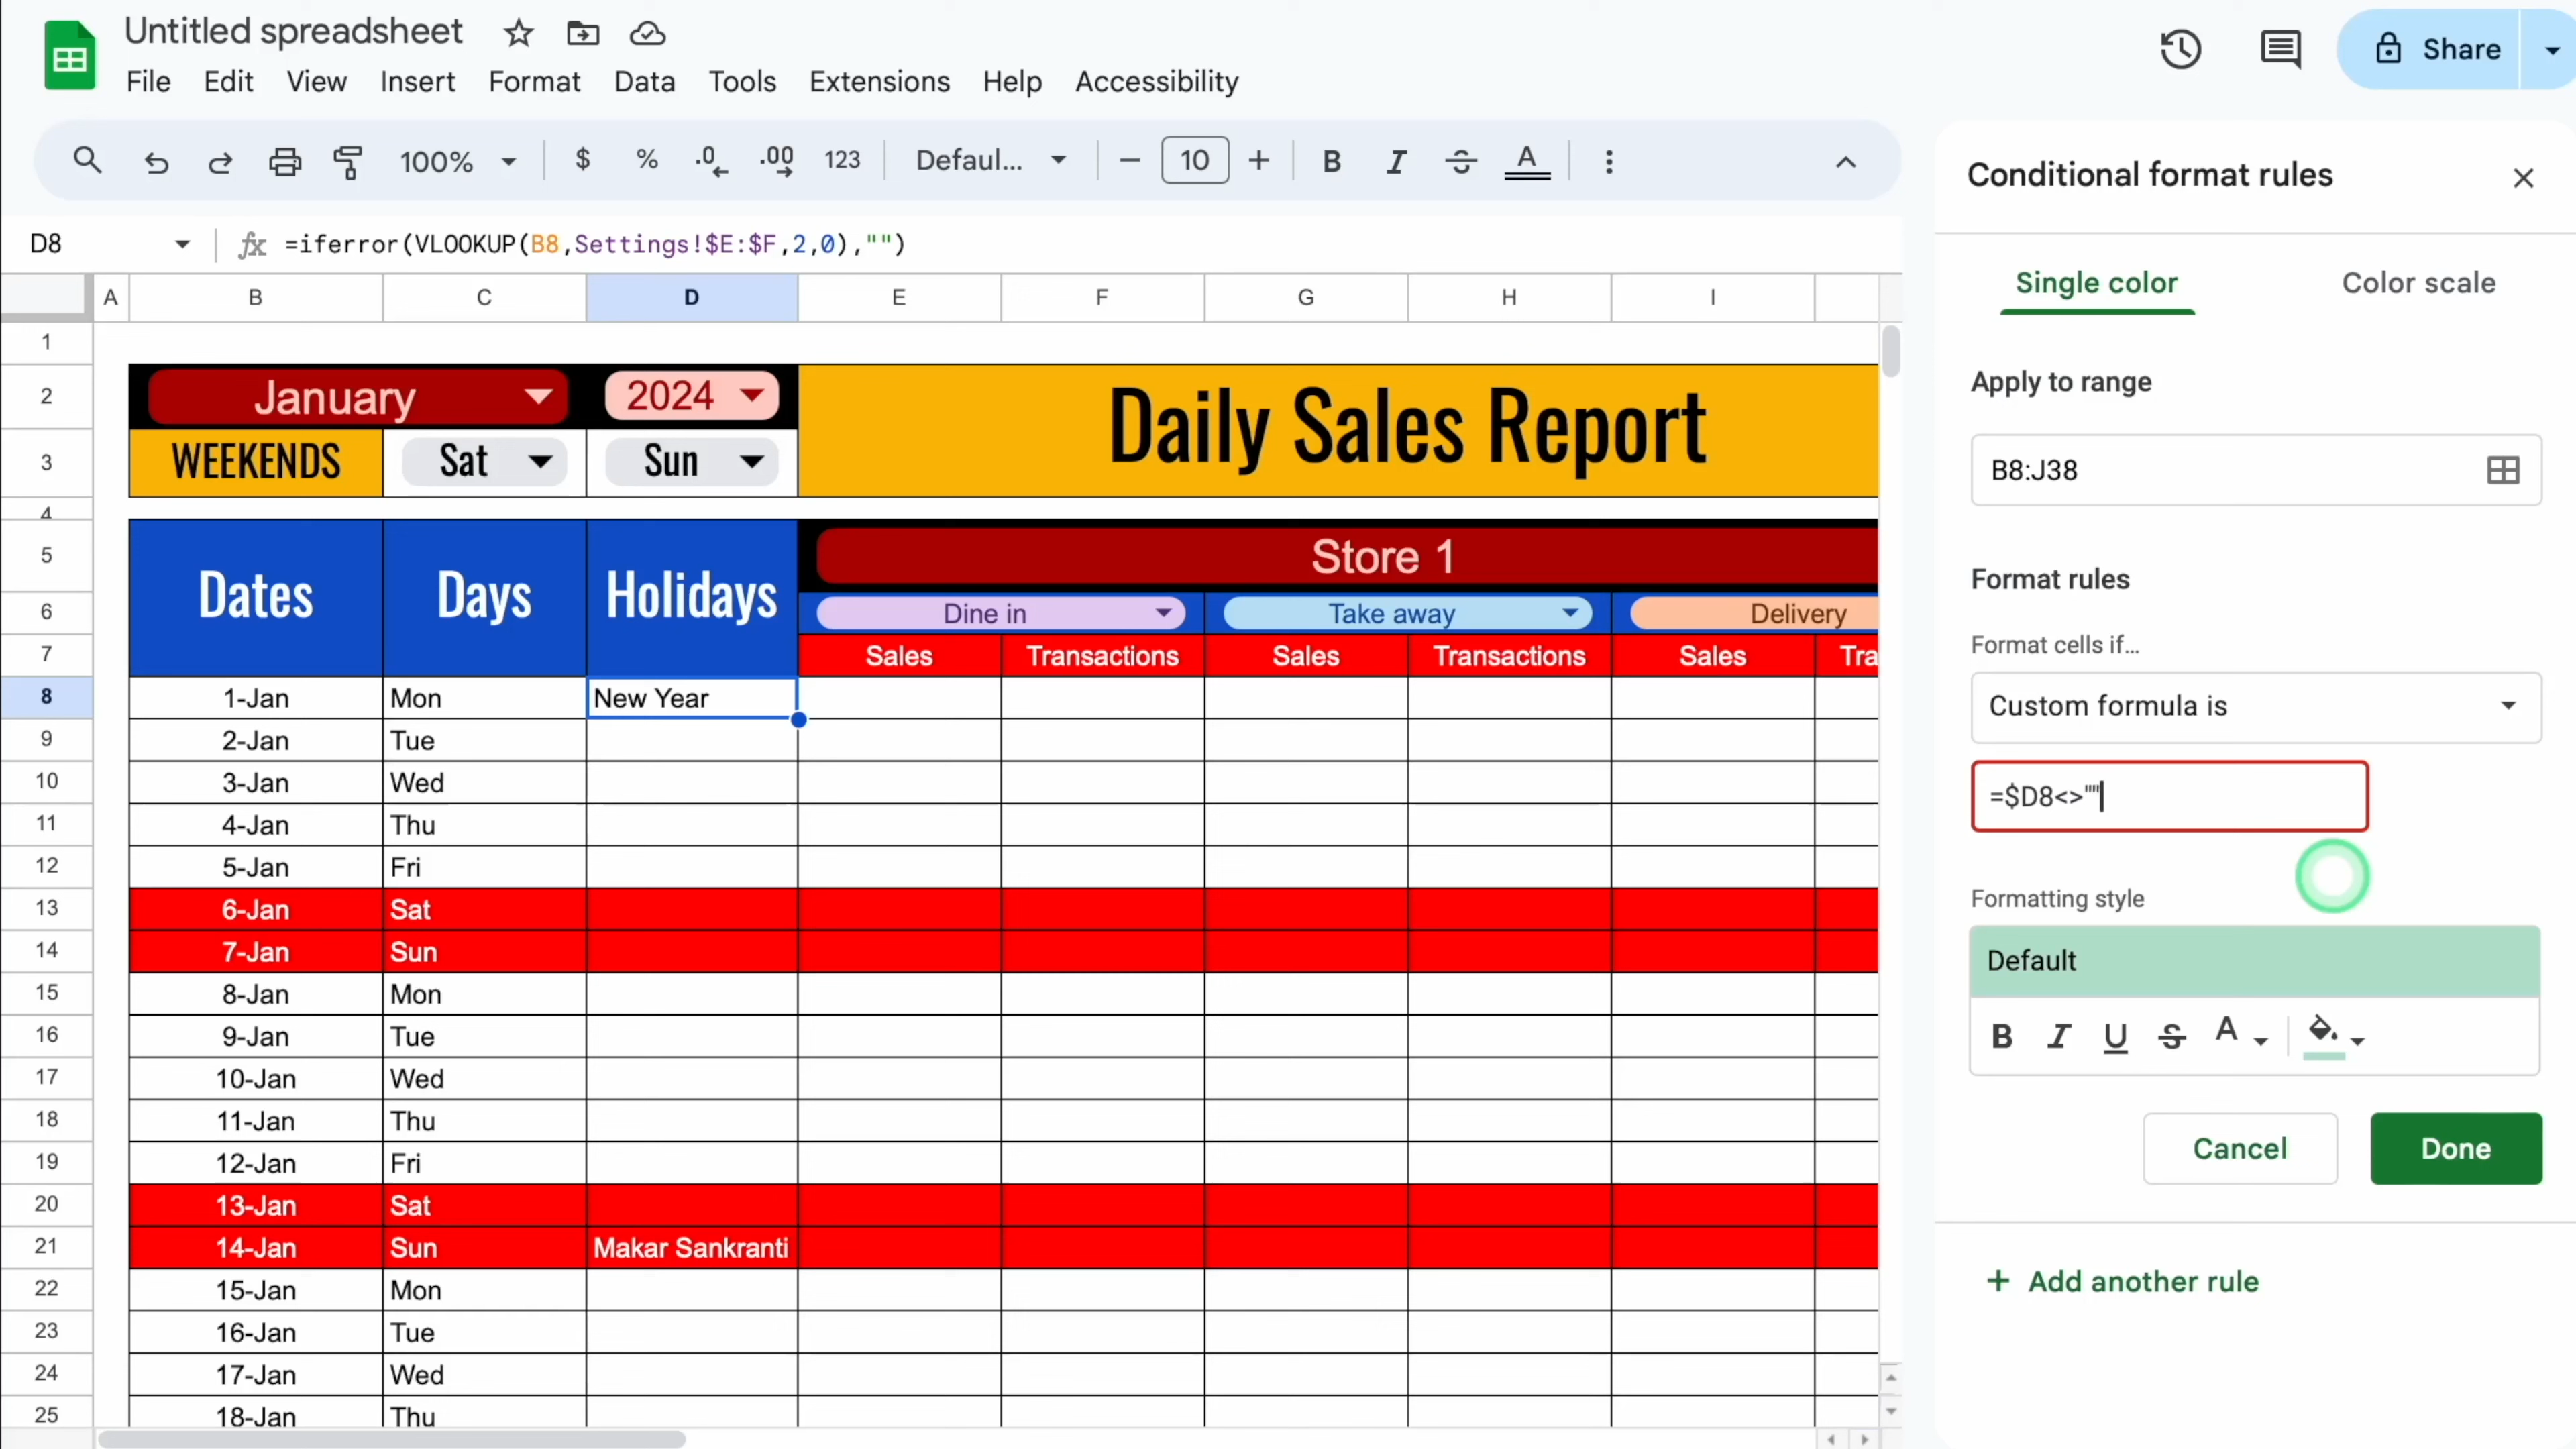 Untitled spreadsheet
File Edit View Insert Format Data Tools Extensions Help Accessibility
Share
100% $ % .0 .00 123 Defaul... − 10 + B I S A
D8 fx =iferror(VLOOKUP(B8,Settings!$E:$F,2,0),"")
A B C D E F G H I
1
2 January 2024 Daily Sales Report
3 WEEKENDS Sat Sun
4
5 Dates Days Holidays Store 1
6 Dine in Take away Delivery
7 Sales Transactions Sales Transactions Sales Tra
8 1-Jan Mon New Year
9 2-Jan Tue
10 3-Jan Wed
11 4-Jan Thu
12 5-Jan Fri
13 6-Jan Sat
14 7-Jan Sun
15 8-Jan Mon
16 9-Jan Tue
17 10-Jan Wed
18 11-Jan Thu
19 12-Jan Fri
20 13-Jan Sat
21 14-Jan Sun Makar Sankranti
22 15-Jan Mon
23 16-Jan Tue
24 17-Jan Wed
25 18-Jan Thu
Conditional format rules
Single color Color scale
Apply to range
B8:J38
Format rules
Format cells if...
Custom formula is
=$D8<>""
Formatting style
Default
B I U S A
Cancel Done
+ Add another rule